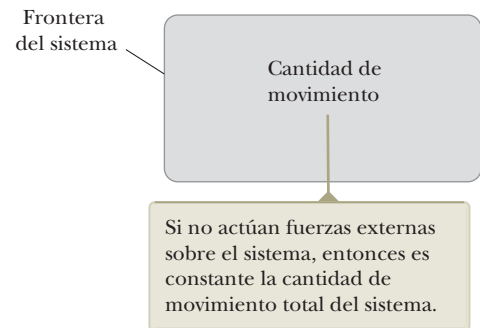 Frontera
del sistema
Cantidad de
movimiento
Si no actúan fuerzas externas
sobre el sistema, entonces es
constante la cantidad de
movimiento total del sistema.